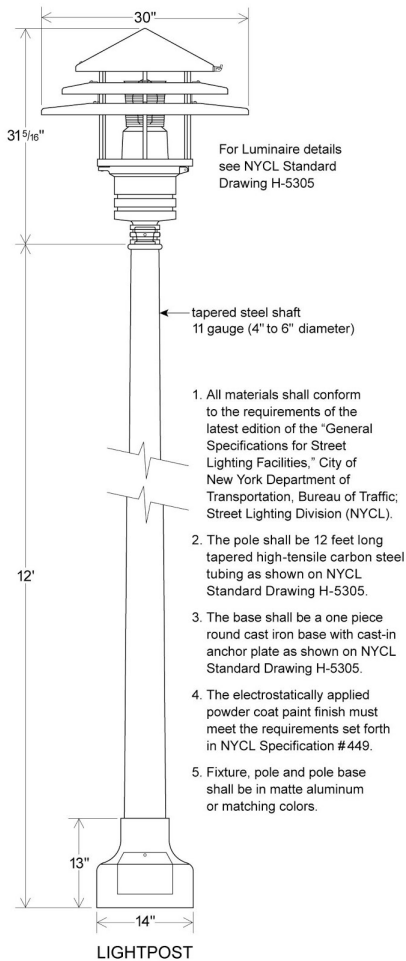 30"
31 5/16"
For Luminaire details
see NYCL Standard
Drawing H-5305
tapered steel shaft
11 gauge (4" to 6" diameter)
1. All materials shall conform
to the requirements of the
latest edition of the “General
Specifications for Street
Lighting Facilities,” City of
New York Department of
Transportation, Bureau of Traffic;
Street Lighting Division (NYCL).
2. The pole shall be 12 feet long
tapered high-tensile carbon steel
tubing as shown on NYCL
Standard Drawing H-5305.
12'
3. The base shall be a one piece
round cast iron base with cast-in
anchor plate as shown on NYCL
Standard Drawing H-5305.
4. The electrostatically applied
powder coat paint finish must
meet the requirements set forth
in NYCL Specification #449.
5. Fixture, pole and pole base
shall be in matte aluminum
or matching colors.
13"
14"
LIGHTPOST